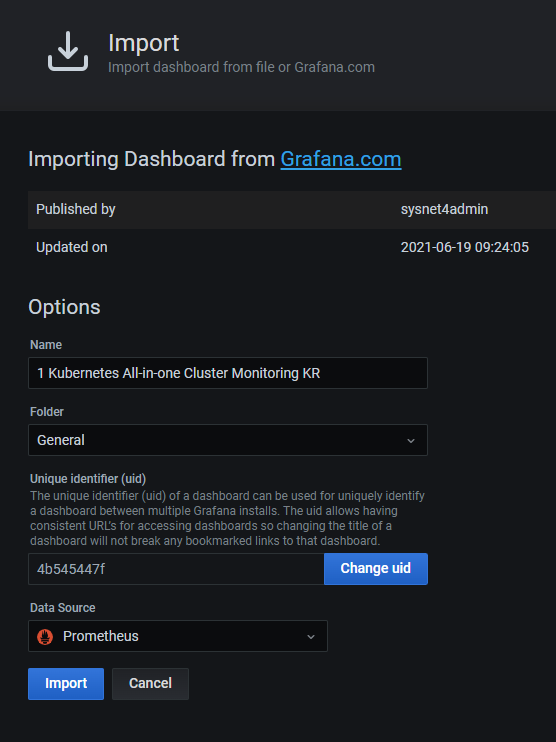 Import
Import dashboard from file or Grafana.com
Importing Dashboard from Grafana.com
Published by sysnet4admin
Updated on 2021-06-19 09:24:05
Options
Name
1 Kubernetes All-in-one Cluster Monitoring KR
Folder
General
Unique identifier (uid)
The unique identifier (uid) of a dashboard can be used for uniquely identify
a dashboard between multiple Grafana installs. The uid allows having
consistent URL's for accessing dashboards so changing the title of a
dashboard will not break any bookmarked links to that dashboard.
4b545447f Change uid
Data Source
Prometheus
Import Cancel